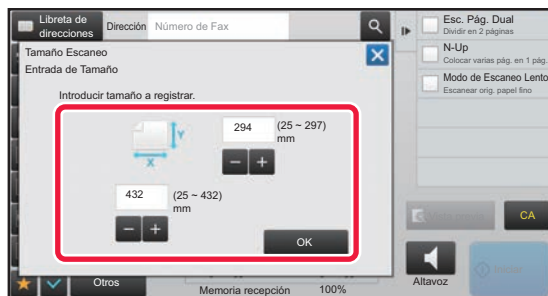 Libreta de
direcciones
Dirección
Número de Fax
Tamaño Escaneo
Entrada de Tamaño
Introducir tamaño a registrar.
Y
X
294
(25 ~ 297)
mm
432
(25 ~ 432)
mm
OK
Otros
Memoria recepción
100%
Esc. Pág. Dual
Dividir en 2 páginas
N-Up
Colocar varias pág. en 1 pág.
Modo de Escaneo Lento
Escanear orig. papel fino
CA
Altavoz
Iniciar